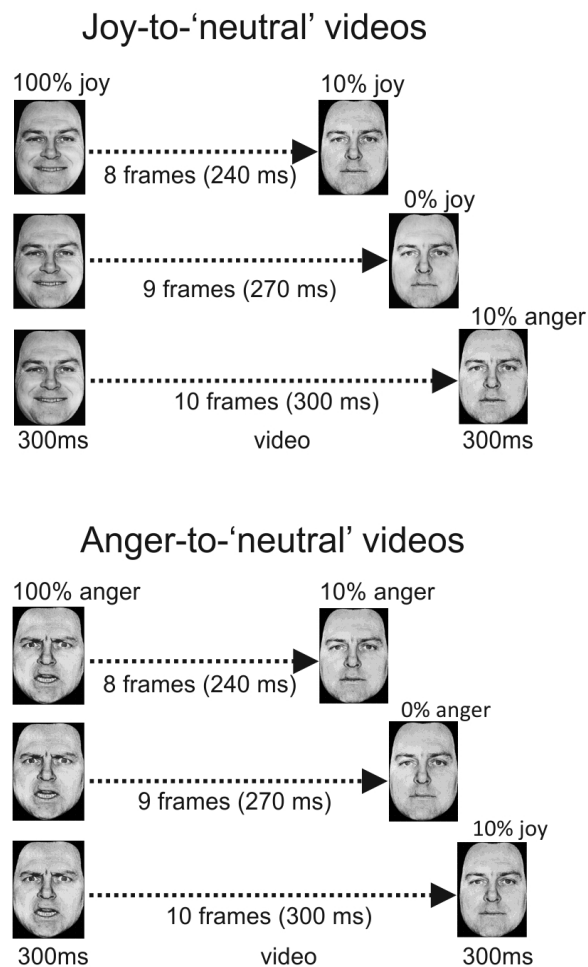 Joy-to-‘neutral’ videos
100% joy
10% joy
8 frames (240 ms)
0% joy
9 frames (270 ms)
10% anger
10 frames (300 ms)
300ms video 300ms
Anger-to-‘neutral’ videos
100% anger
10% anger
8 frames (240 ms)
0% anger
9 frames (270 ms)
10% joy
10 frames (300 ms)
300ms video 300ms